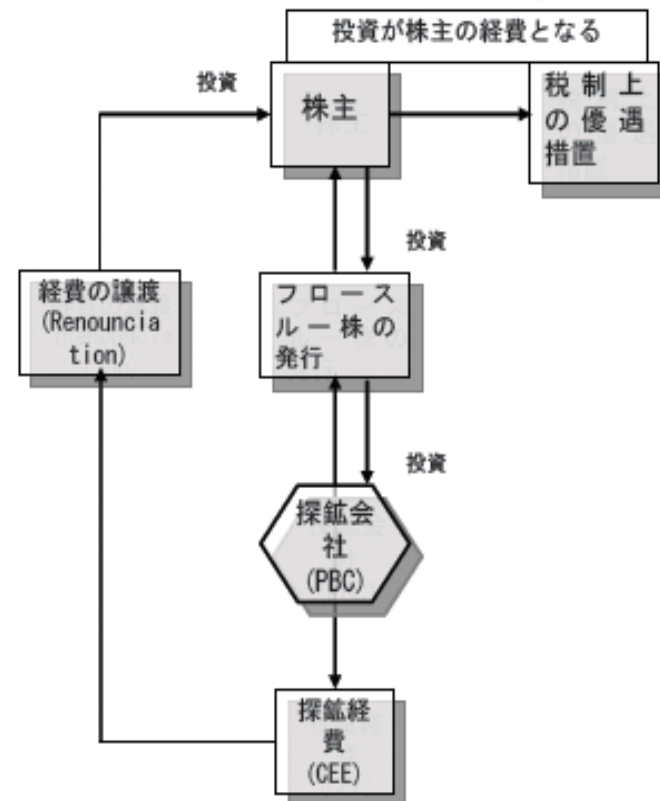 投資が株主の経費となる
投資
株主
税制上
の優遇
措置
投資
経費の譲渡
(Renouncia
tion)
フロース
ルー株の
発行
投資
探鉱会
社
(PBC)
探鉱経
費
(CEE)